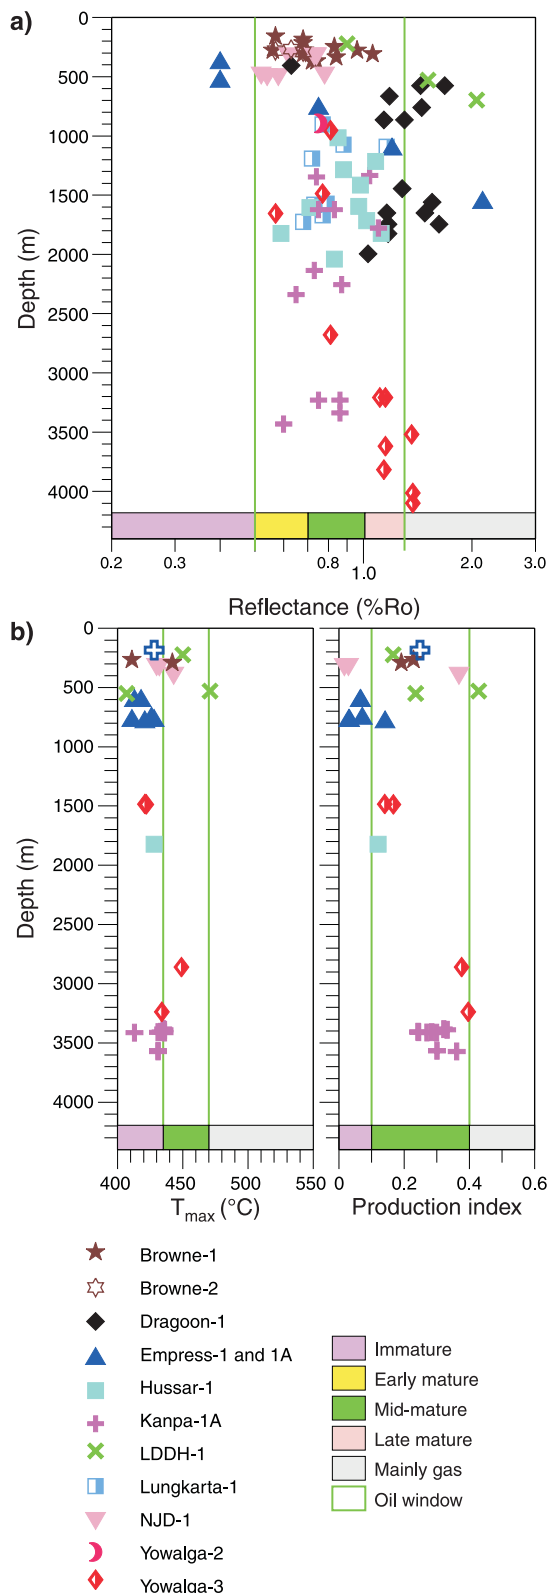 a)
0
500
1000
1500
2000
2500
3000
3500
4000
Depth (m)
0.2 0.3 0.8 1.0 2.0 3.0
Reflectance (%Ro)
b)
0
500
1000
1500
2000
2500
3000
3500
4000
Depth (m)
400 450 550 0 0.2 0.4 0.6
Tmax (°C) Production index
Browne-1
Browne-2
Dragoon-1
Empress-1 and 1A
Hussar-1
Kanpa-1A
LDDH-1
Lungkarta-1
NJD-1
Yowalga-2
Yowalga-3
Immature
Early mature
Mid-mature
Late mature
Mainly gas
Oil window